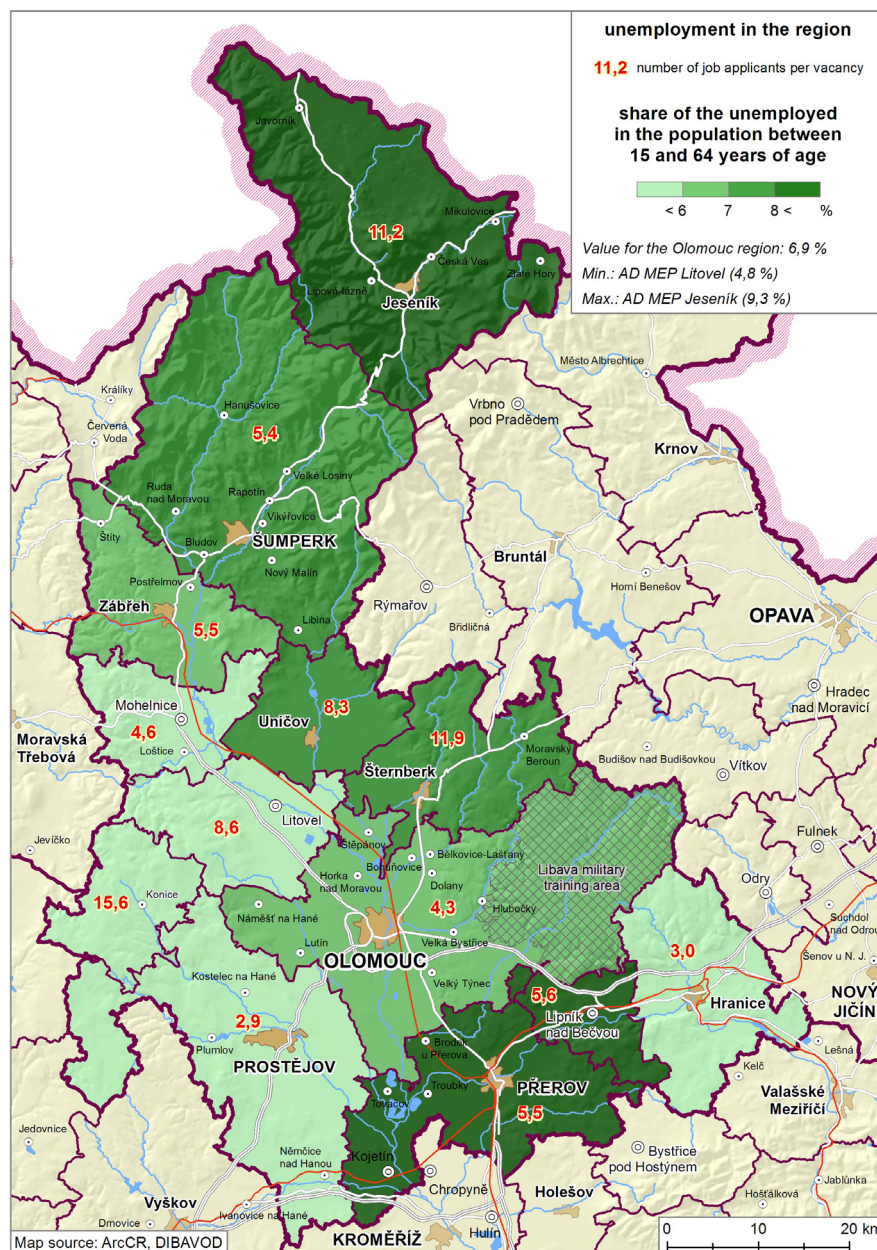 unemployment in the region
11,2 number of job applicants per vacancy
share of the unemployed
in the population between
15 and 64 years of age
< 6 7 8 < %
Value for the Olomouc region: 6,9 %
Min.: AD MEP Litovel (4,8 %)
Max.: AD MEP Jeseník (9,3 %)
Javorník
Mikulovice
11,2
Česká Ves
Zlaté Hory
Lipová-lázně
Jeseník
Město Albrechtice
Králíky
Hanušovice
Vrbno
pod Pradědem
Červená
Voda
5,4
Krnov
Velké Losiny
Ruda
nad Moravou
Rapotín
Vikýřovice
Štíty
ŠUMPERK
Bludov
Nový Malín
Bruntál
Postřelmov
Rýmařov
Horní Benešov
Zábřeh
Břidličná
OPAVA
5,5
Libina
Hradec
nad Moravicí
Mohelnice
8,3
Uničov
4,6
11,9
Moravský
Beroun
Moravská
Třebová
Loštice
Budišov nad Budišovkou
Šternberk
Vítkov
Litovel
8,6
Štěpánov
Fulnek
Jevíčko
Bohuňovice
Bělkovice-Lašťany
Libava military
training area
Horka
nad Moravou
Dolany
Odry
15,6
Konice
4,3
Hlubočky
Náměšť na Hané
Suchdol
nad Odrou
Velká Bystřice
Lutín
3,0
OLOMOUC
Šenov u N. J.
Kostelec na Hané
Velký Týnec
5,6
Hranice
NOVÝ
JIČÍN
Lipník
nad Bečvou
2,9
Plumlov
Brodek
u Přerova
Lešná
PROSTĚJOV
Kelč
Troubky
PŘEROV
Tovačov
Valašské
Meziříčí
5,5
Jedovnice
Němčice
nad Hanou
Bystřice
pod Hostýnem
Kojetín
Chropyně
Jablůnka
Vyškov
Holešov
Hošťálková
Ivanovice na Hané
Drnovice
Hulín
KROMĚŘÍŽ
0 10 20 km
Map source: ArcCR, DIBAVOD